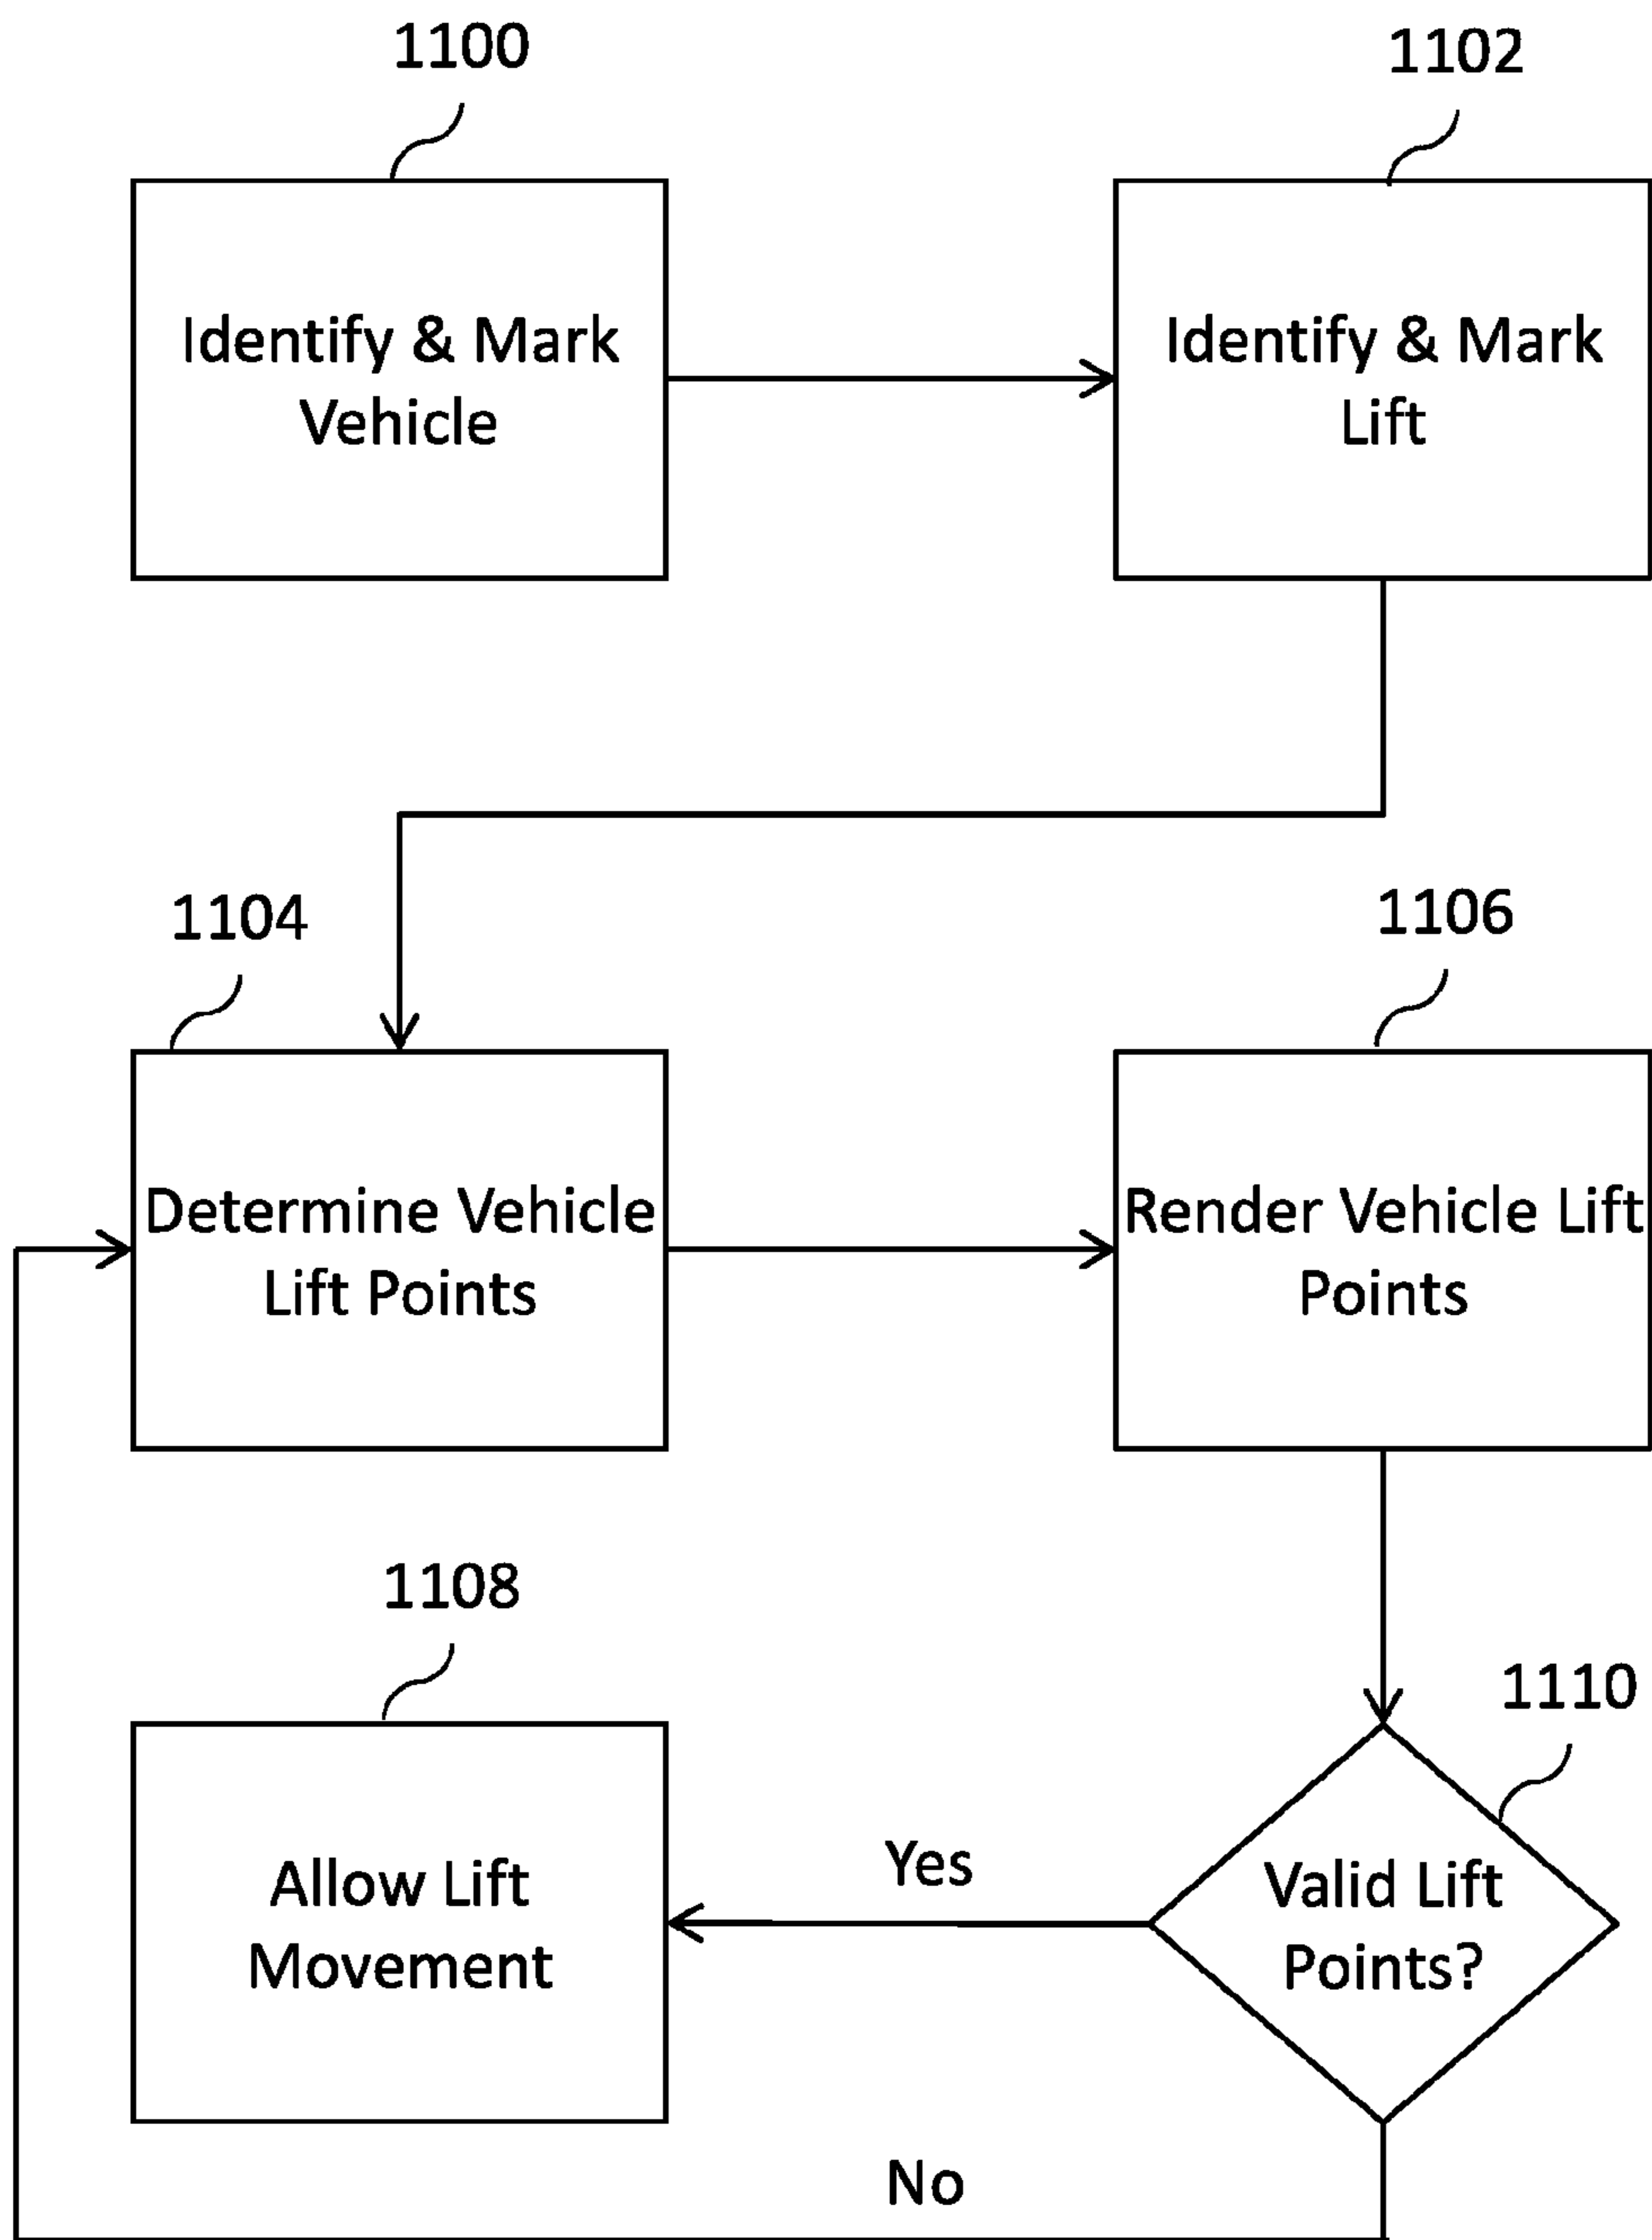 1100
1102
Identify & Mark
Vehicle
Identify & Mark
Lift
1104
1106
Determine Vehicle
Lift Points
Render Vehicle Lift
Points
1108
1110
Allow Lift
Movement
Yes
Valid Lift
Points?
No